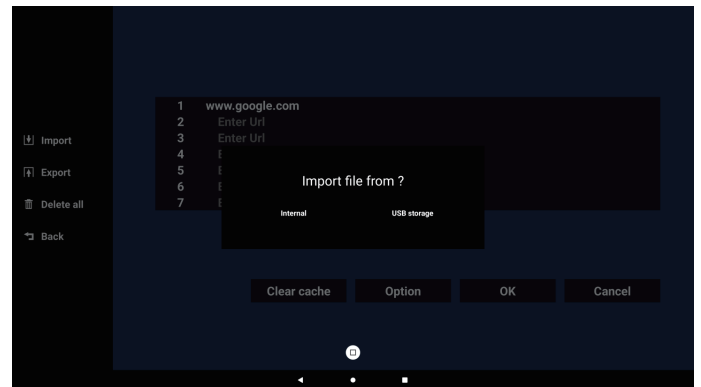 1 www.google.com
2 Enter Url
3 Enter Url
4 E
5 E
6 E
7 E
Import
Export
Delete all
Back
Import file from ?
Internal USB storage
Clear cache Option OK Cancel